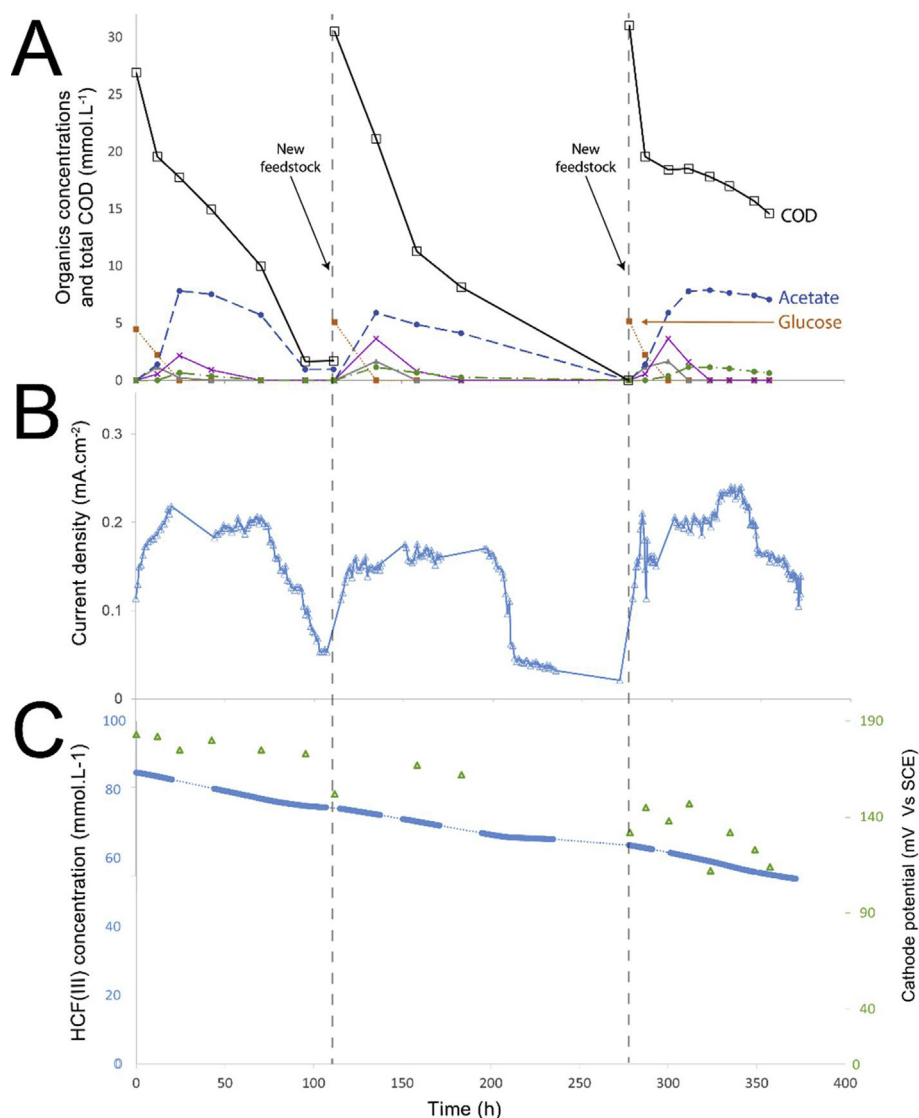 A
Organics concentrations
and total COD (mmol.L-1)
30
25
20
15
10
5
0
New
feedstock
New
feedstock
COD
Acetate
Glucose
B
Current density (mA.cm-2)
0.3
0.2
0.1
0
C
HCF(III) concentration (mmol.L-1)
100
80
60
40
20
0
190
140
90
40
0
Cathode potential (mV Vs SCE)
0 50 100 150 200 250 300 350 400
Time (h)